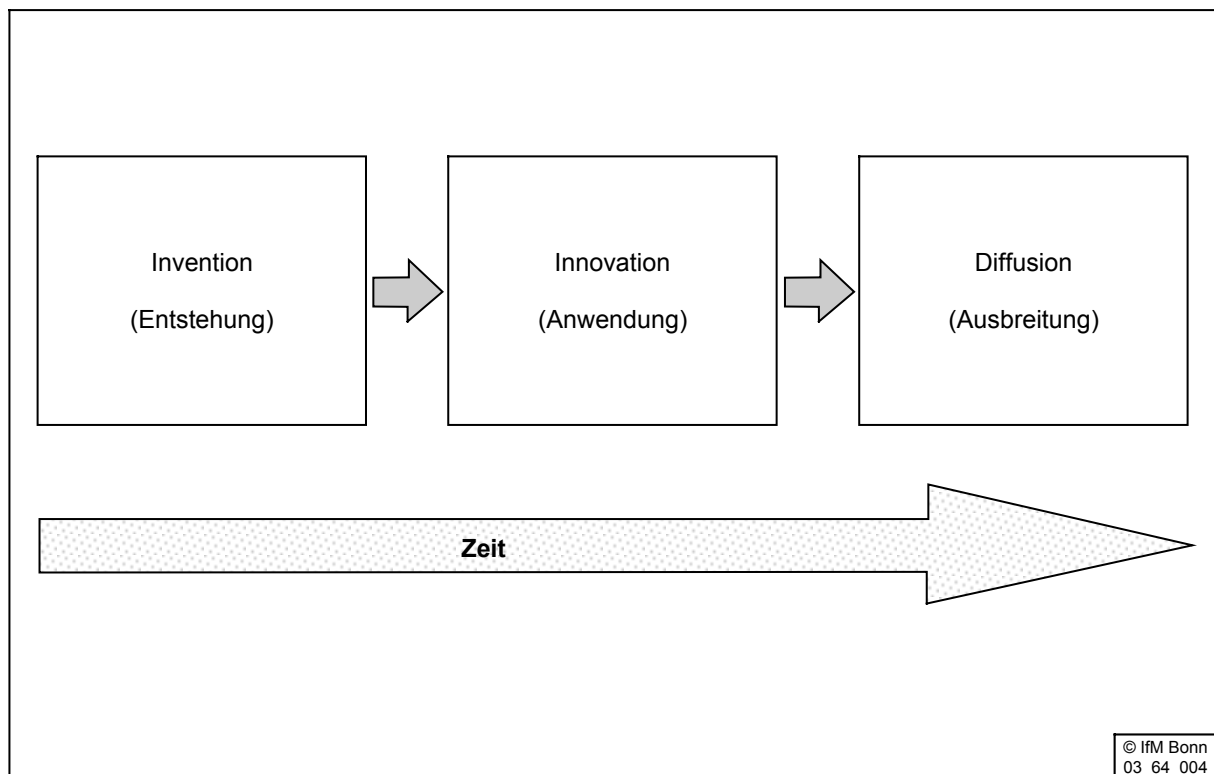 Invention
(Entstehung)
Innovation
(Anwendung)
Diffusion
(Ausbreitung)
Zeit
© IfM Bonn
03 64 004